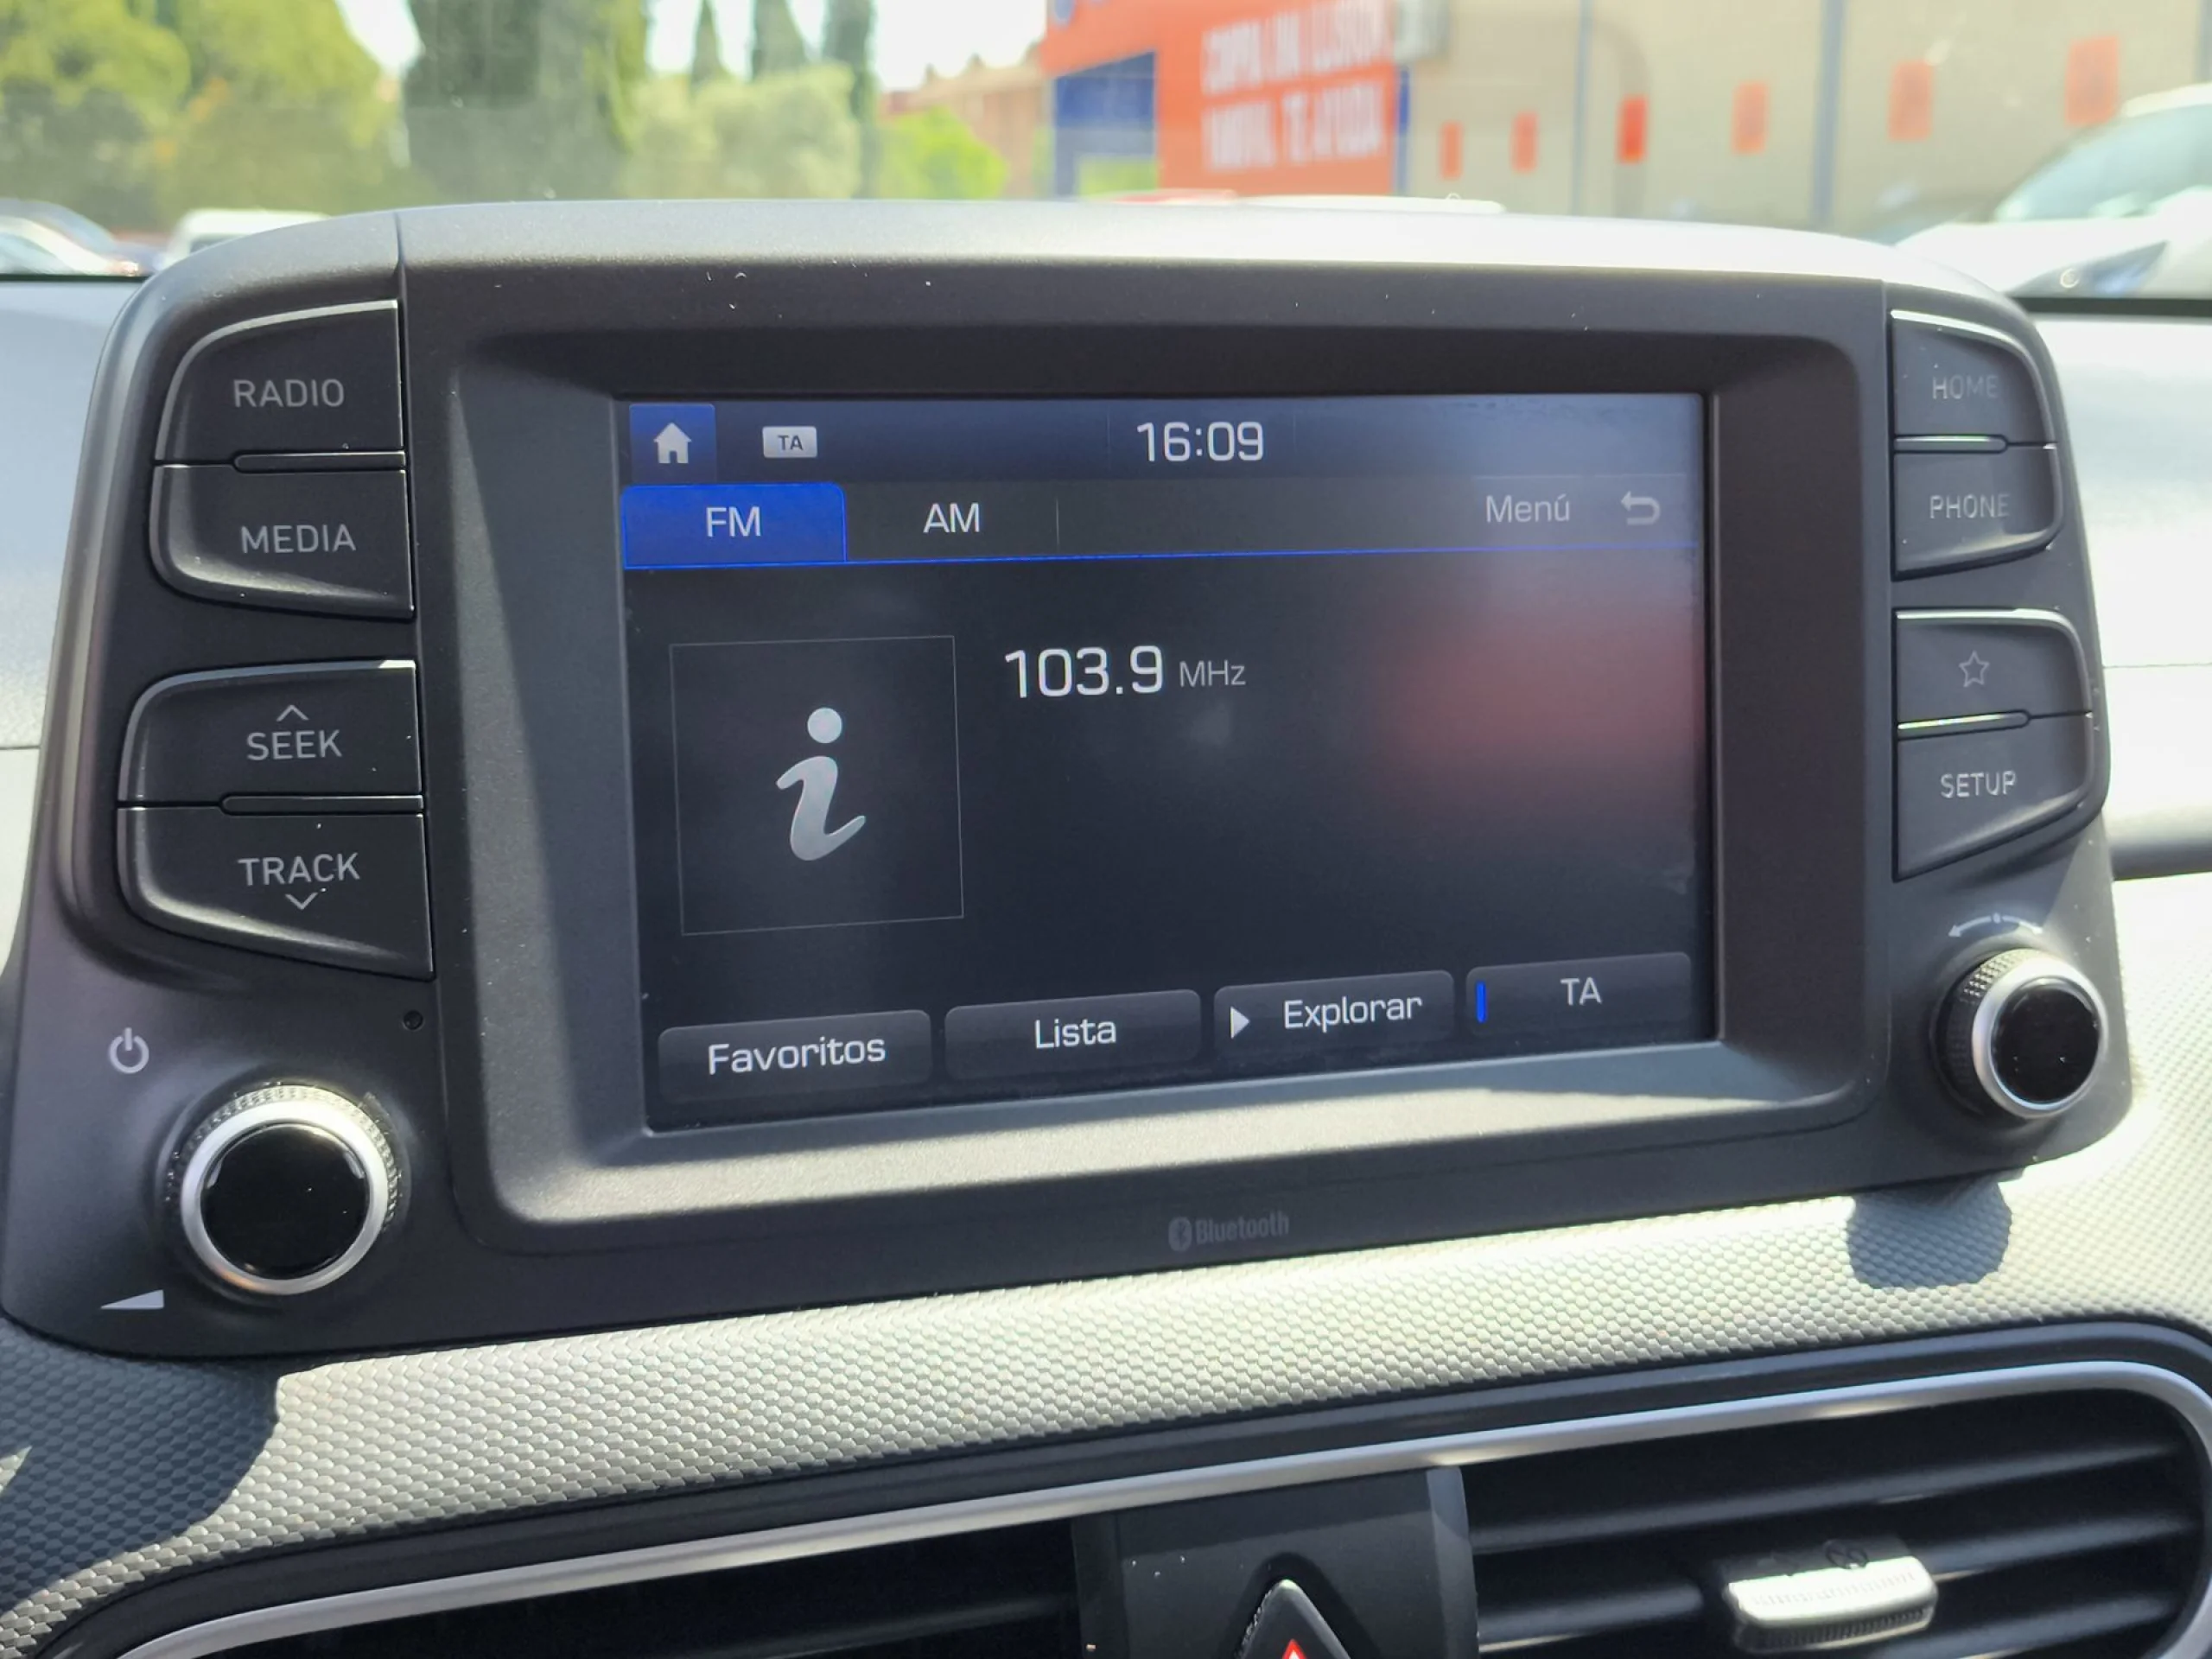 RADIO
MEDIA
SEEK
TRACK
TA
16:09
FM
AM
Menú
103.9 MHz
Favoritos
Lista
Explorar
TA
HOME
PHONE
SETUP
Bluetooth